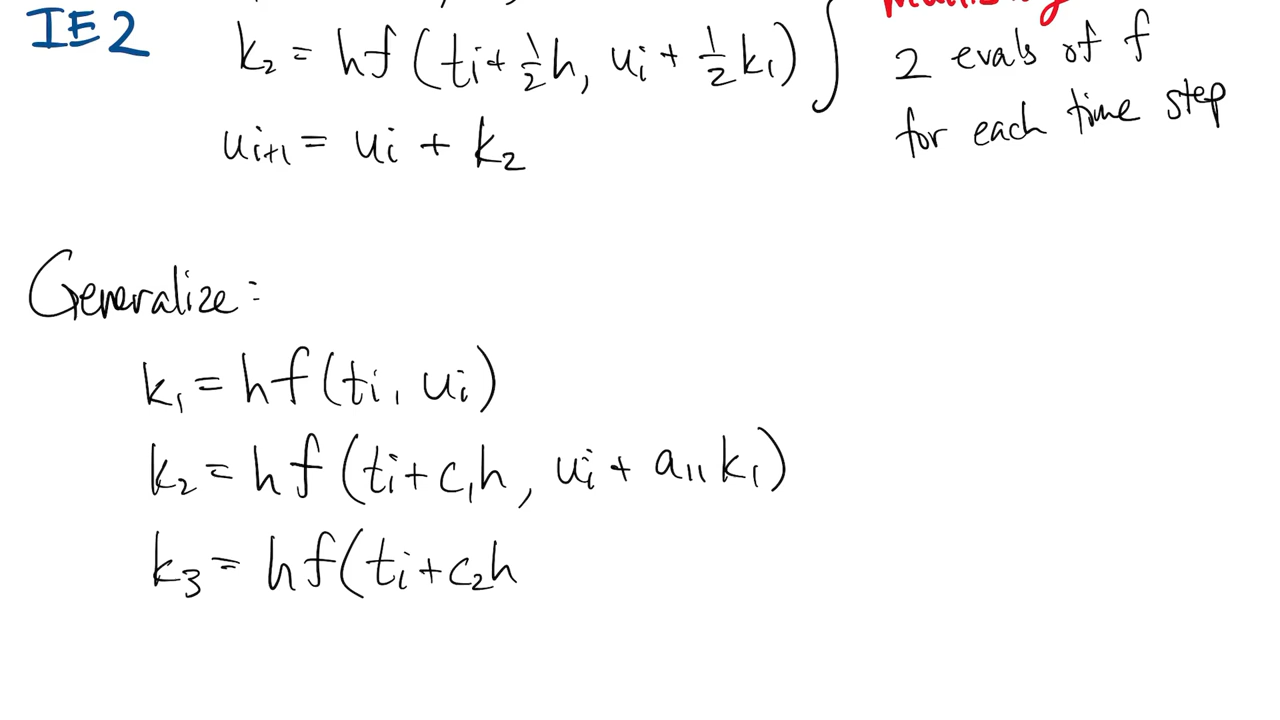 IE2
k₂ = hf(tᵢ + ½h, uᵢ + ½k₁)
2 evals of f
for each time step
uᵢ₊₁ = uᵢ + k₂
Generalize:
k₁ = hf(tᵢ, uᵢ)
k₂ = hf(tᵢ + c₁h, uᵢ + a₁₁k₁)
k₃ = hf(tᵢ + c₂h